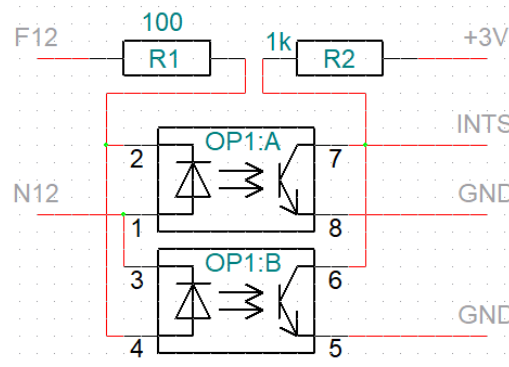 100
F12
R1
1k
R2
+3V
OP1:A
INTS
2
7
N12
GND
1
8
OP1:B
3
6
GND
4
5